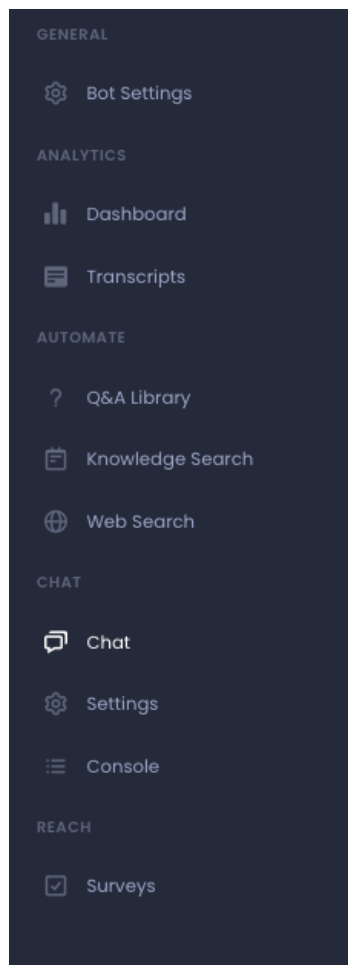 GENERAL
Bot Settings
ANALYTICS
Dashboard
Transcripts
AUTOMATE
Q&A Library
Knowledge Search
Web Search
CHAT
Chat
Settings
Console
REACH
Surveys